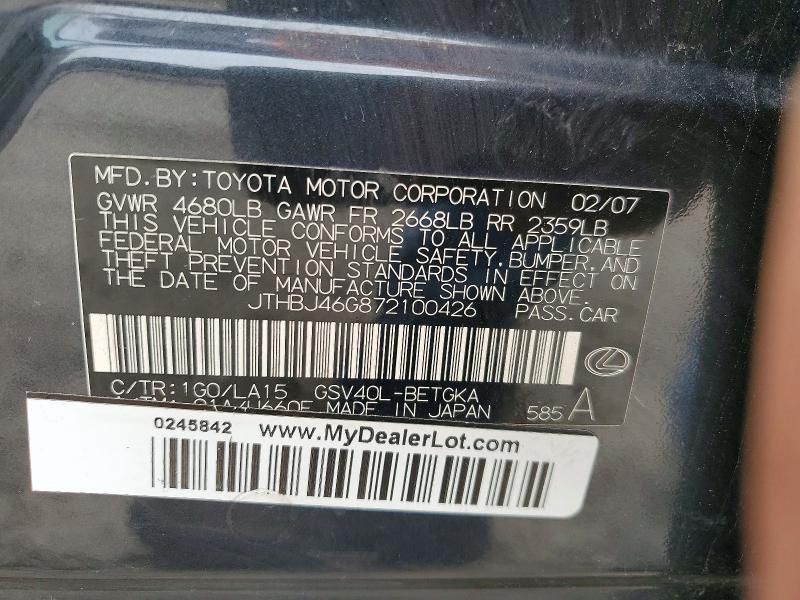 MFD.BY:TOYOTA MOTOR CORPORATION 02/07
GVWR 4680LB GAWR FR 2668LB RR 2359LB
THIS VEHICLE CONFORMS TO ALL APPLICABLE
FEDERAL MOTOR VEHICLE SAFETY,BUMPER,AND
THEFT PREVENTION STANDARDS IN EFFECT ON
THE DATE OF MANUFACTURE SHOWN ABOVE.
JTHBJ46G872100426 PASS.CAR
C/TR:1G0/LA15 GSV40L-BETGKA
U660E MADE IN JAPAN 585 A
0245842 www.MyDealerLot.com